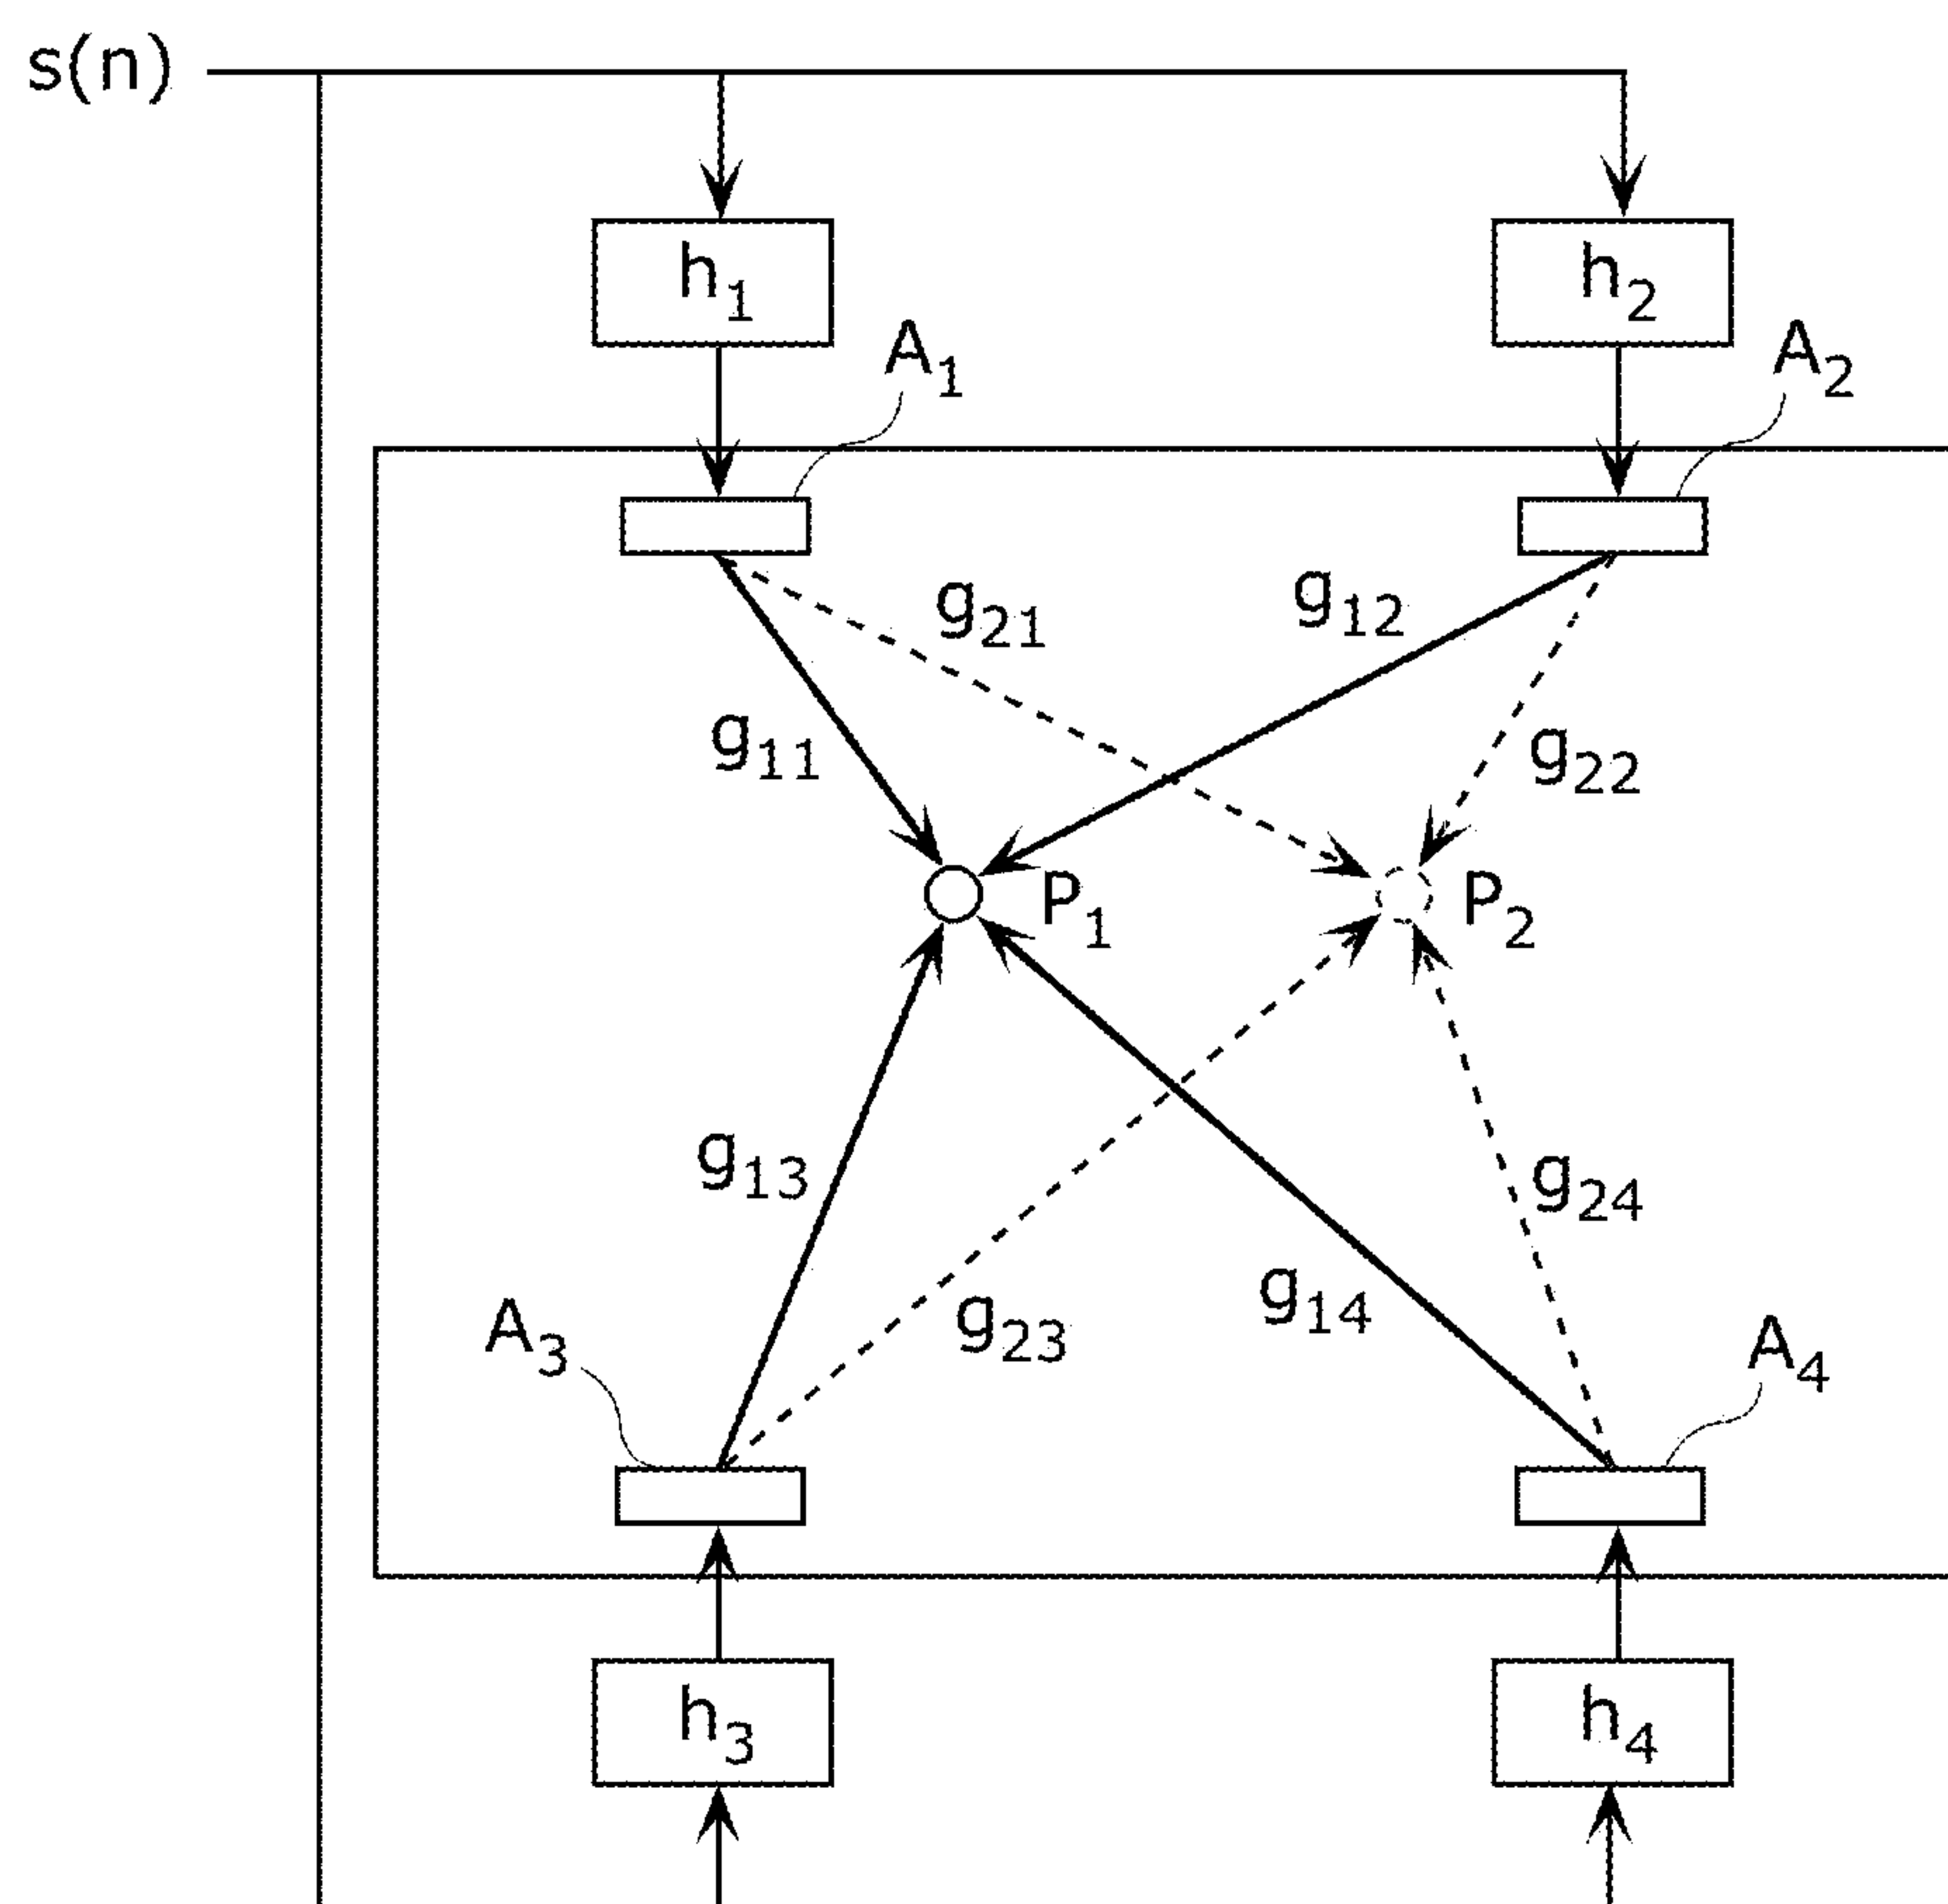 s(n)
h₁
h₂
A₁
A₂
g₂₁
g₁₂
g₁₁
g₂₂
P₁
P₂
g₁₃
g₂₄
g₂₃
g₁₄
A₃
A₄
h₃
h₄